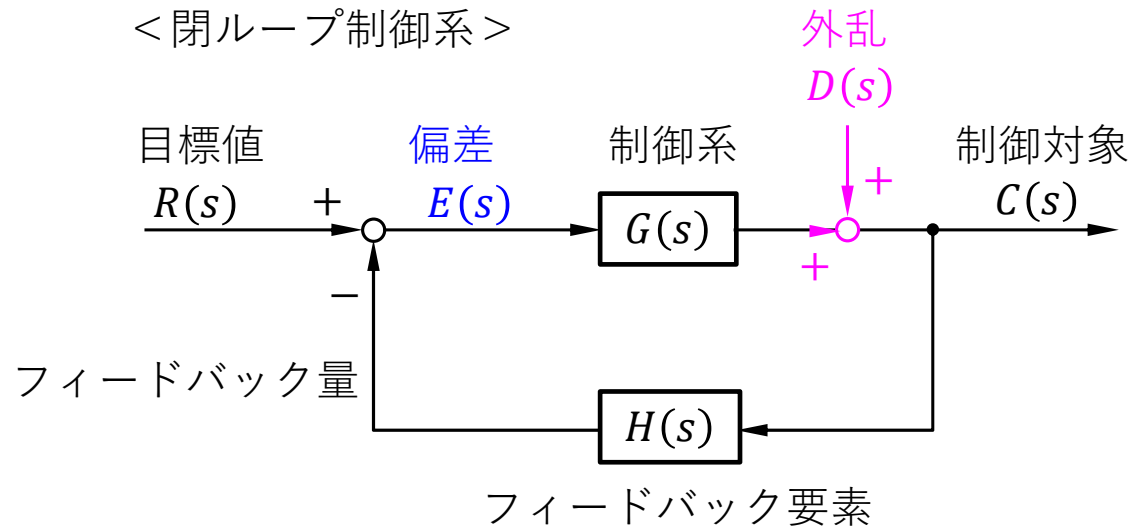 ＜閉ループ制御系＞
外乱
D(s)
目標値
偏差
制御系
制御対象
R(s)
+
E(s)
G(s)
+
+
C(s)
−
フィードバック量
H(s)
フィードバック要素